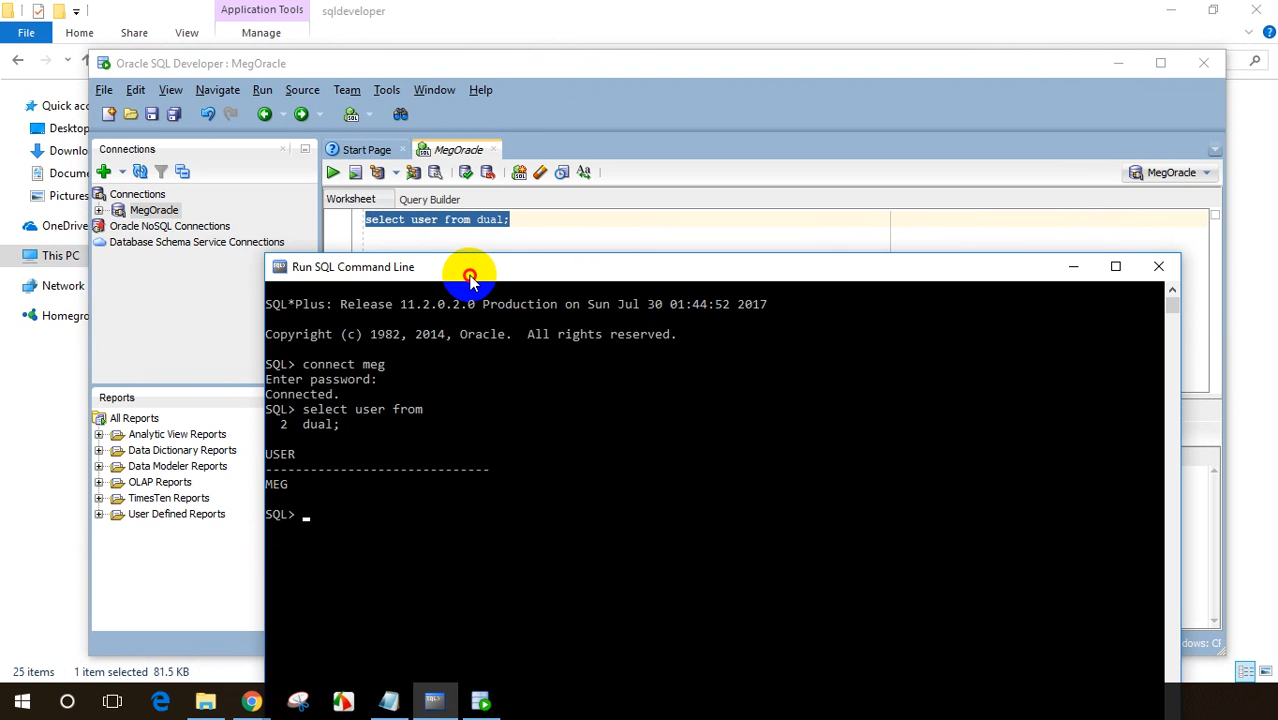 Application Tools
sqldeveloper
File
Home
Share
View
Manage
Oracle SQL Developer : MegOracle
File Edit View Navigate Run Source Team Tools Window Help
Quick acc
Desktop
Downlo
Docume
Pictures
OneDrive
This PC
Network
Homegro
Connections
Connections
MegOracle
Oracle NoSQL Connections
Database Schema Service Connections
Start Page
MegOracle
MegOracle
Worksheet
Query Builder
select user from dual;
Reports
All Reports
Analytic View Reports
Data Dictionary Reports
Data Modeler Reports
OLAP Reports
TimesTen Reports
User Defined Reports
Run SQL Command Line
SQL*Plus: Release 11.2.0.2.0 Production on Sun Jul 30 01:44:52 2017
Copyright (c) 1982, 2014, Oracle.  All rights reserved.
SQL> connect meg
Enter password:
Connected.
SQL> select user from
2  dual;
USER
------------------------------
MEG
SQL> _
25 items
1 item selected  81.5 KB